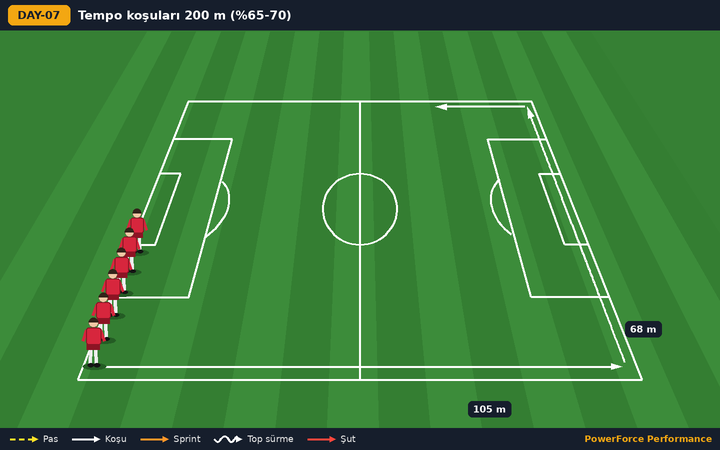 DAY-07 Tempo koşuları 200 m (%65-70)
68 m
105 m
Pas Koşu Sprint Top sürme Şut PowerForce Performance